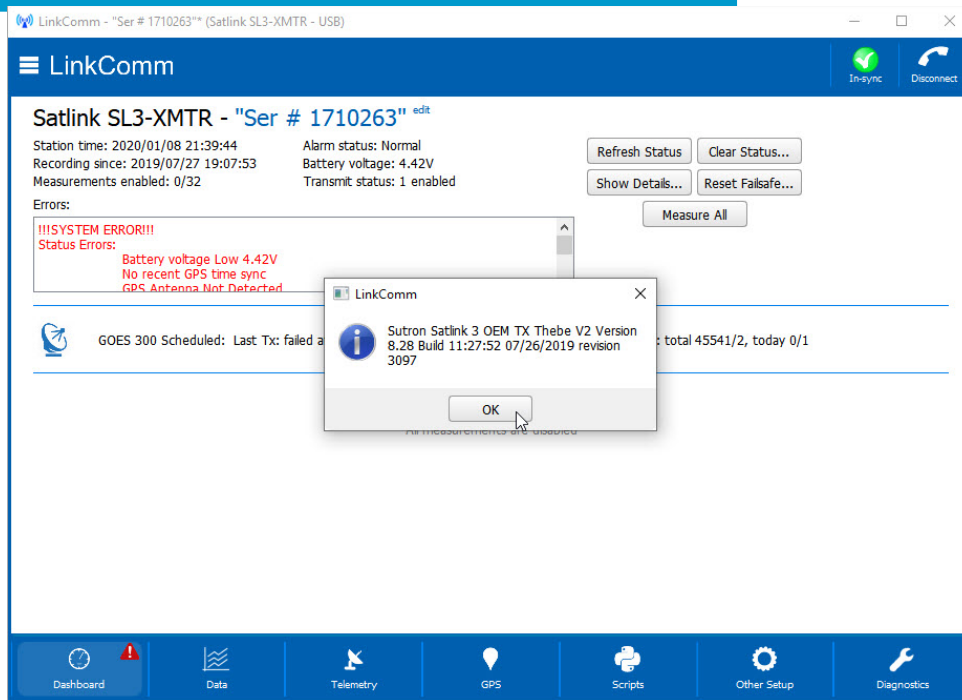 LinkComm - "Ser # 1710263"* (Satlink SL3-XMTR - USB)
LinkComm
In-sync
Disconnect
Satlink SL3-XMTR - "Ser # 1710263" edit
Station time: 2020/01/08 21:39:44
Alarm status: Normal
Recording since: 2019/07/27 19:07:53
Battery voltage: 4.42V
Measurements enabled: 0/32
Transmit status: 1 enabled
Refresh Status
Clear Status...
Show Details...
Reset Failsafe...
Measure All
Errors:
!!!SYSTEM ERROR!!!
Status Errors:
Battery voltage Low 4.42V
No recent GPS time sync
GPS Antenna Not Detected
LinkComm
Sutron Satlink 3 OEM TX Thebe V2 Version
8.28 Build 11:27:52 07/26/2019 revision
3097
OK
GOES 300 Scheduled: Last Tx: failed a
: total 45541/2, today 0/1
All measurements are disabled
Dashboard
Data
Telemetry
GPS
Scripts
Other Setup
Diagnostics